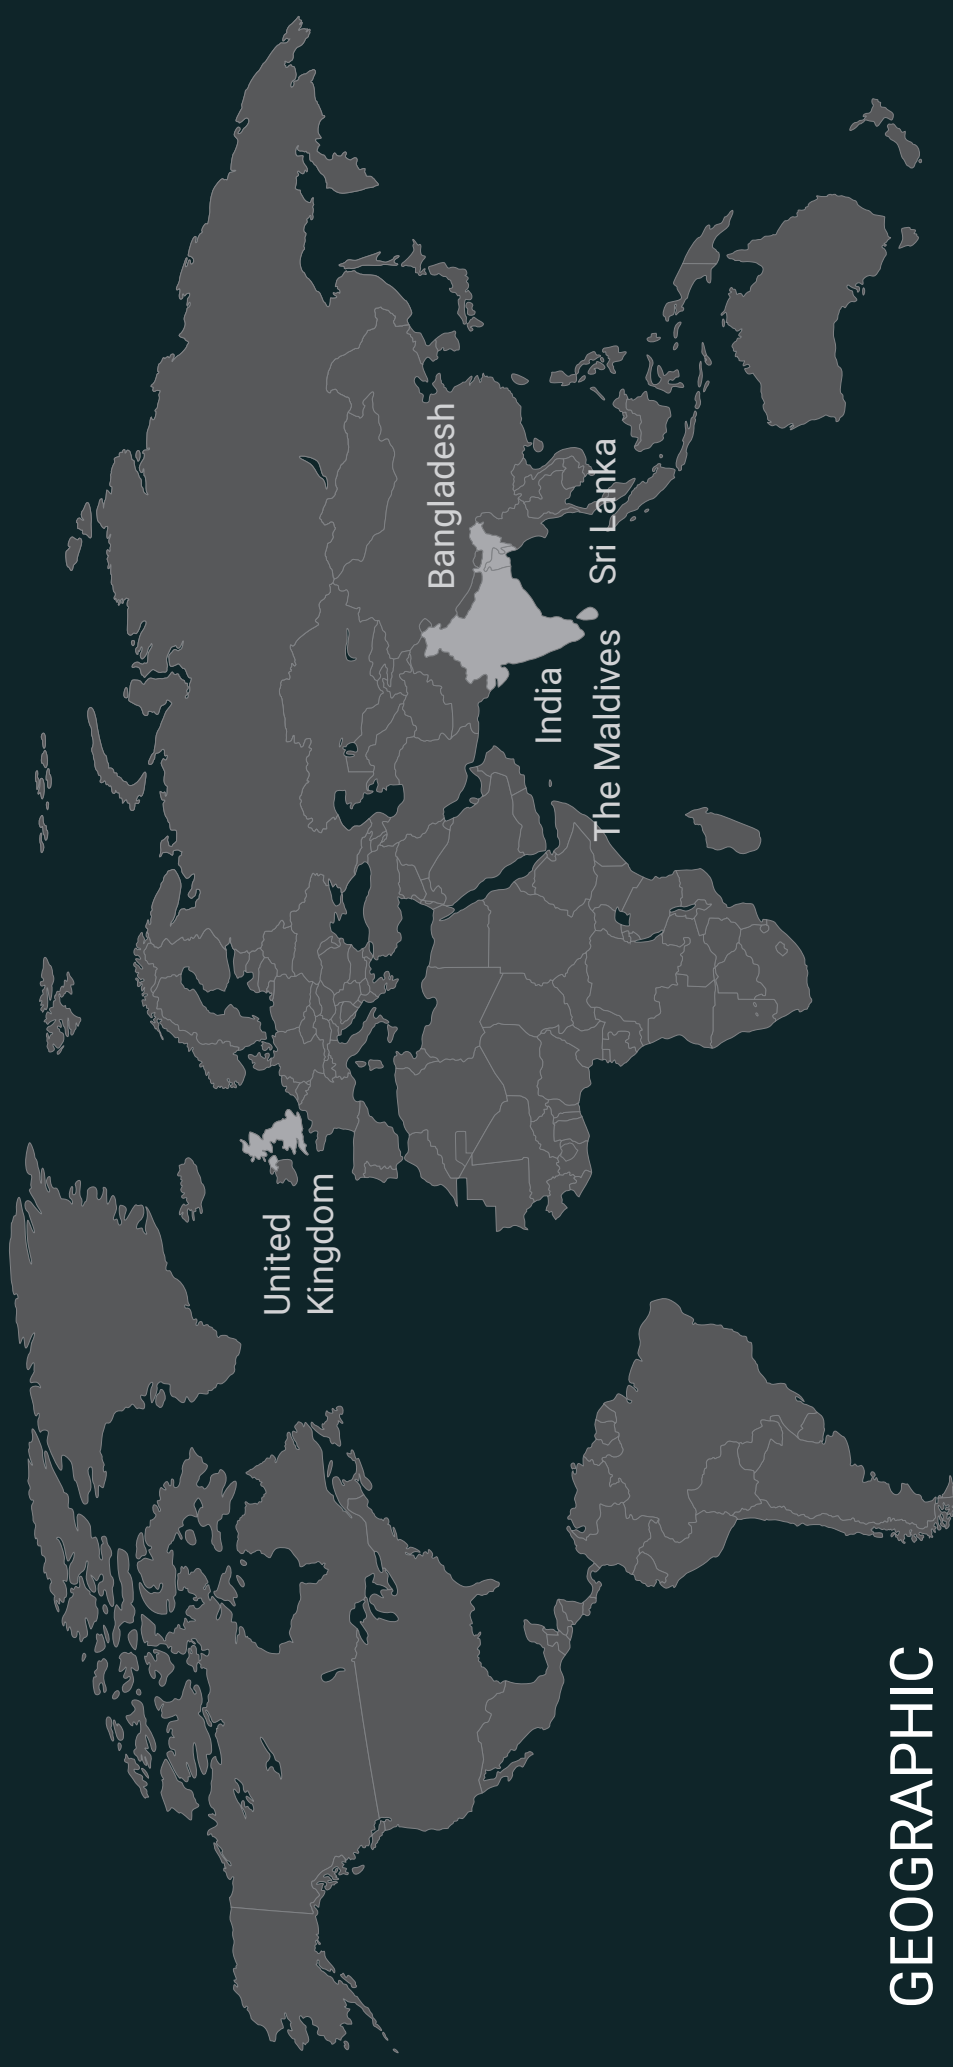 United
Kingdom
Bangladesh
India
Sri Lanka
The Maldives
GEOGRAPHIC